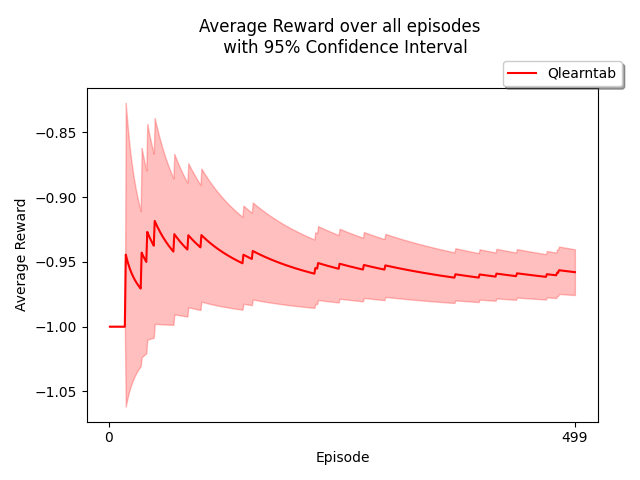 Average Reward over all episodes
with 95% Confidence Interval
Qlearntab
−0.85
−0.90
−0.95
−1.00
−1.05
Average Reward
0
499
Episode